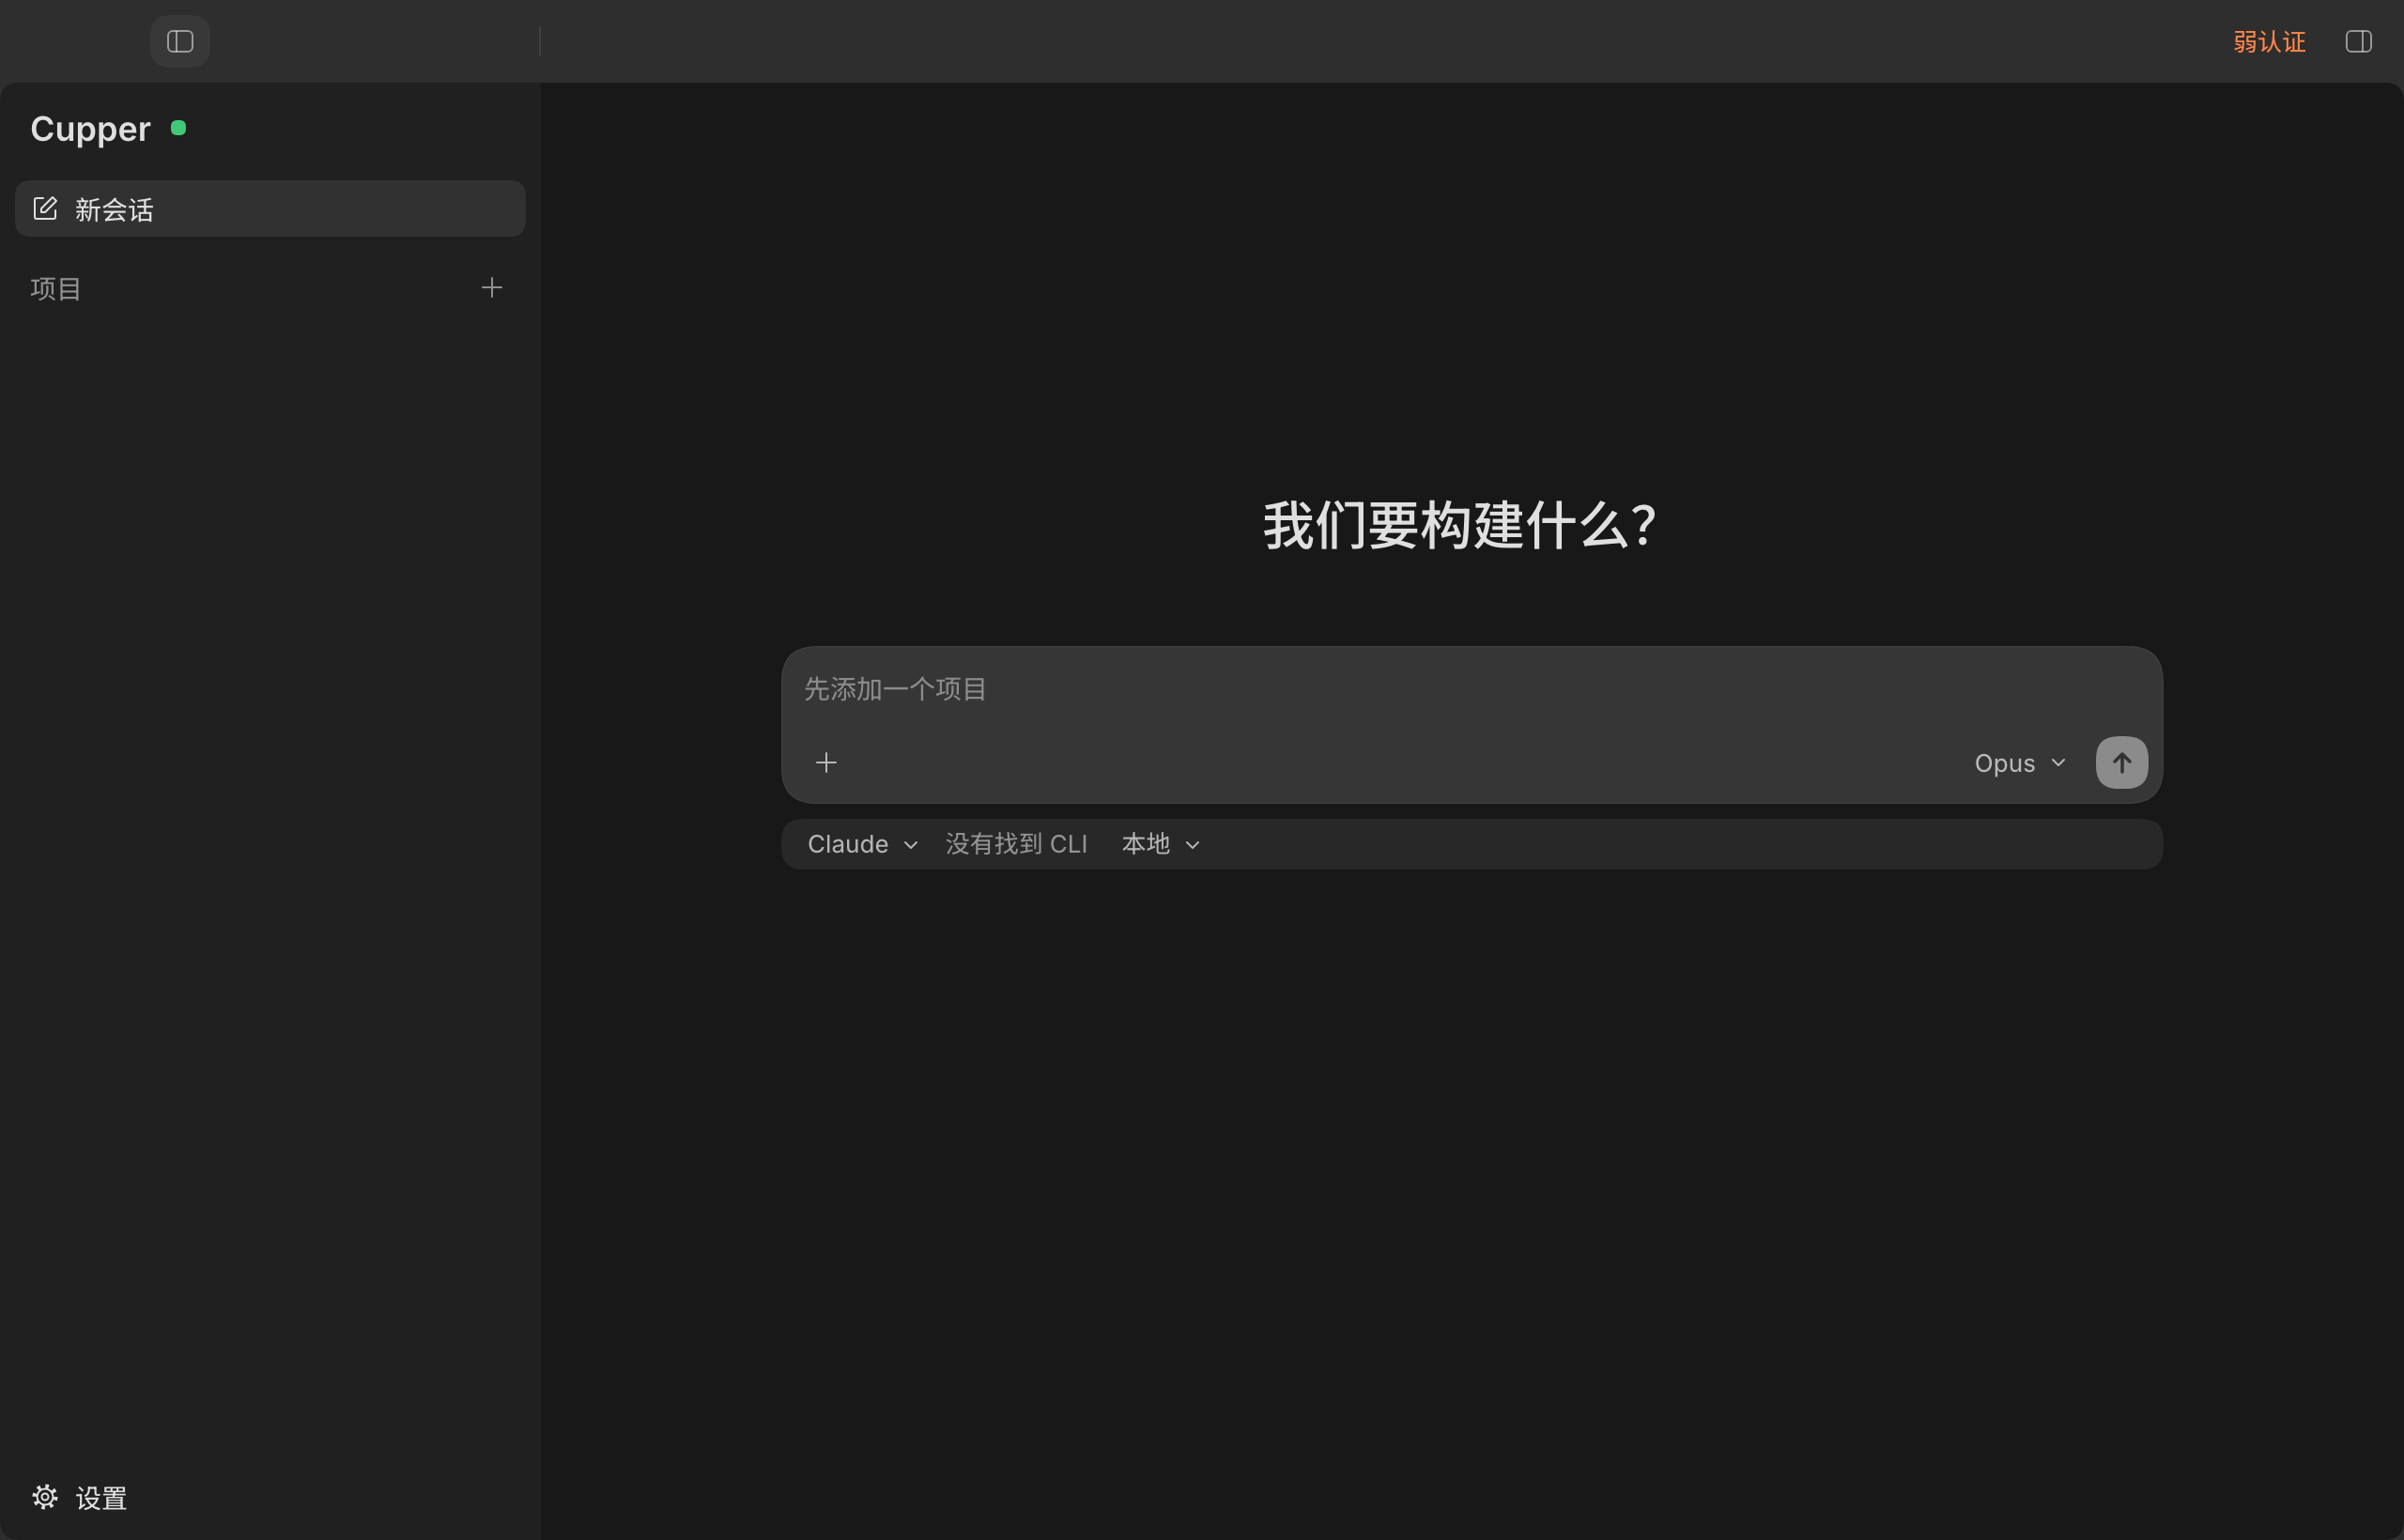 弱认证
Cupper
新会话
项目
我们要构建什么？
先添加一个项目
Opus
Claude 没有找到 CLI 本地
设置